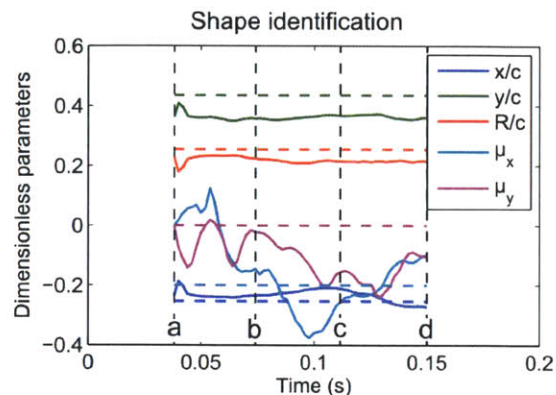 Shape identification
Dimensionless parameters
0.6
0.4
0.2
0
−0.2
−0.4
x/c
y/c
R/c
μx
μy
a b c d
0 0.05 0.1 0.15 0.2
Time (s)